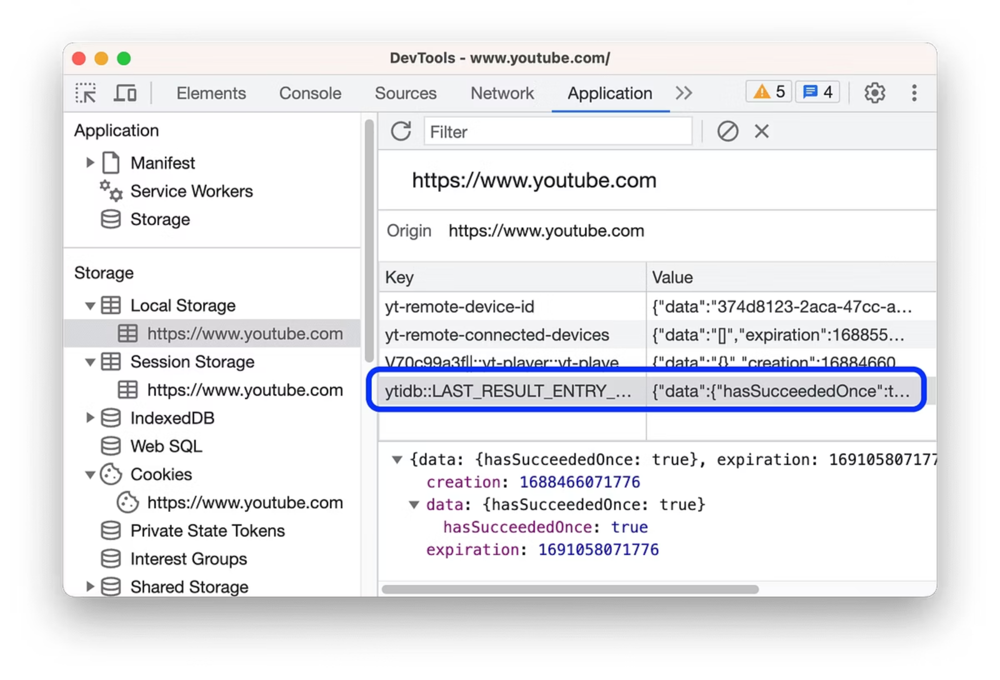 DevTools - www.youtube.com/
Elements Console Sources Network Application 5 4
Application
Manifest
Service Workers
Storage
Storage
Local Storage
https://www.youtube.com
Session Storage
https://www.youtube.com
IndexedDB
Web SQL
Cookies
https://www.youtube.com
Private State Tokens
Interest Groups
Shared Storage
Filter
https://www.youtube.com
Origin https://www.youtube.com
Key Value
yt-remote-device-id {"data":"374d8123-2aca-47cc-a…
yt-remote-connected-devices {"data":"[]","expiration":168855…
V70c99a3f||::yt-player::yt-playe {"data":"{}","creation":16884660
ytidb::LAST_RESULT_ENTRY_… {"data":{"hasSucceededOnce":t…
{data: {hasSucceededOnce: true}, expiration: 169105807177
creation: 1688466071776
data: {hasSucceededOnce: true}
hasSucceededOnce: true
expiration: 1691058071776